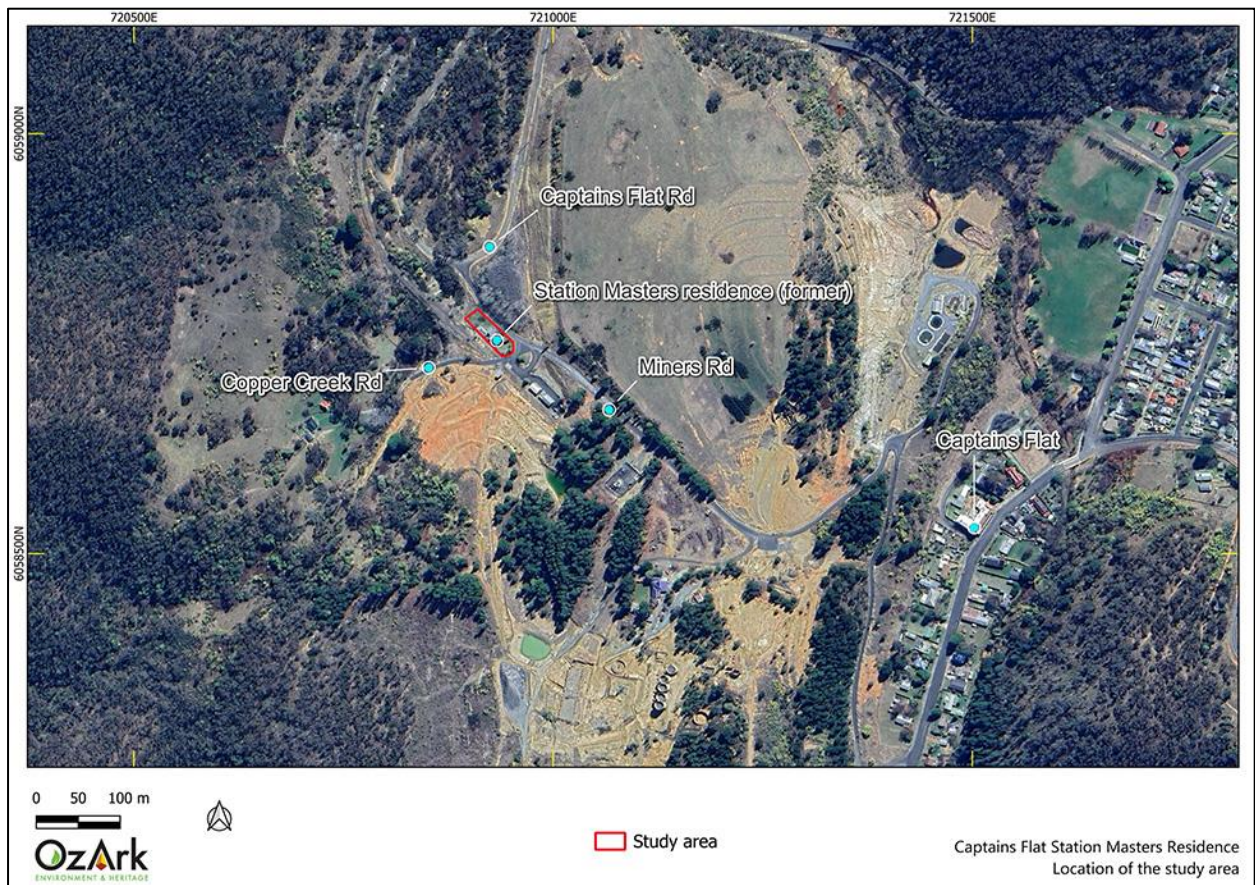 720500E
721000E
721500E
6059000N
6058500N
Captains Flat Rd
Station Masters residence (former)
Miners Rd
Copper Creek Rd
Captains Flat
0 50 100 m
OzArk
ENVIRONMENT & HERITAGE
Study area
Captains Flat Station Masters Residence
Location of the study area